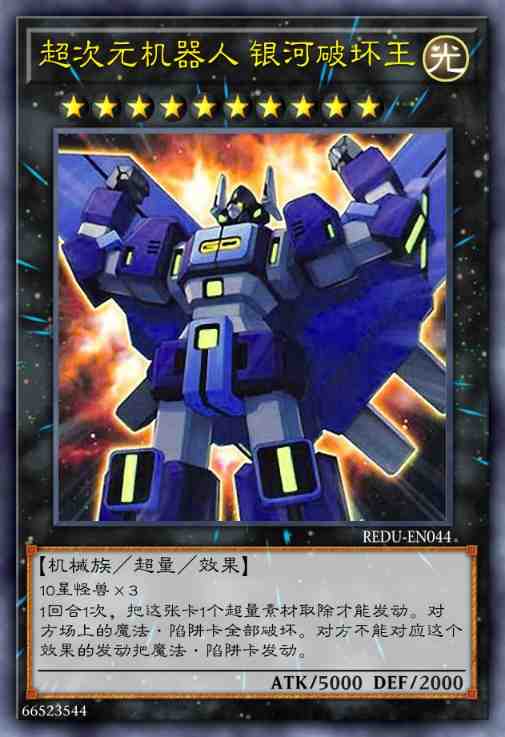 超次元机器人 银河破坏王 光
REDU-EN044
【机械族／超量／效果】
10星怪兽×3
1回合1次，把这张卡1个超量素材取除才能发动。对
方场上的魔法·陷阱卡全部破坏。对方不能对应这个
效果的发动把魔法·陷阱卡发动。
ATK/5000 DEF/2000
66523544